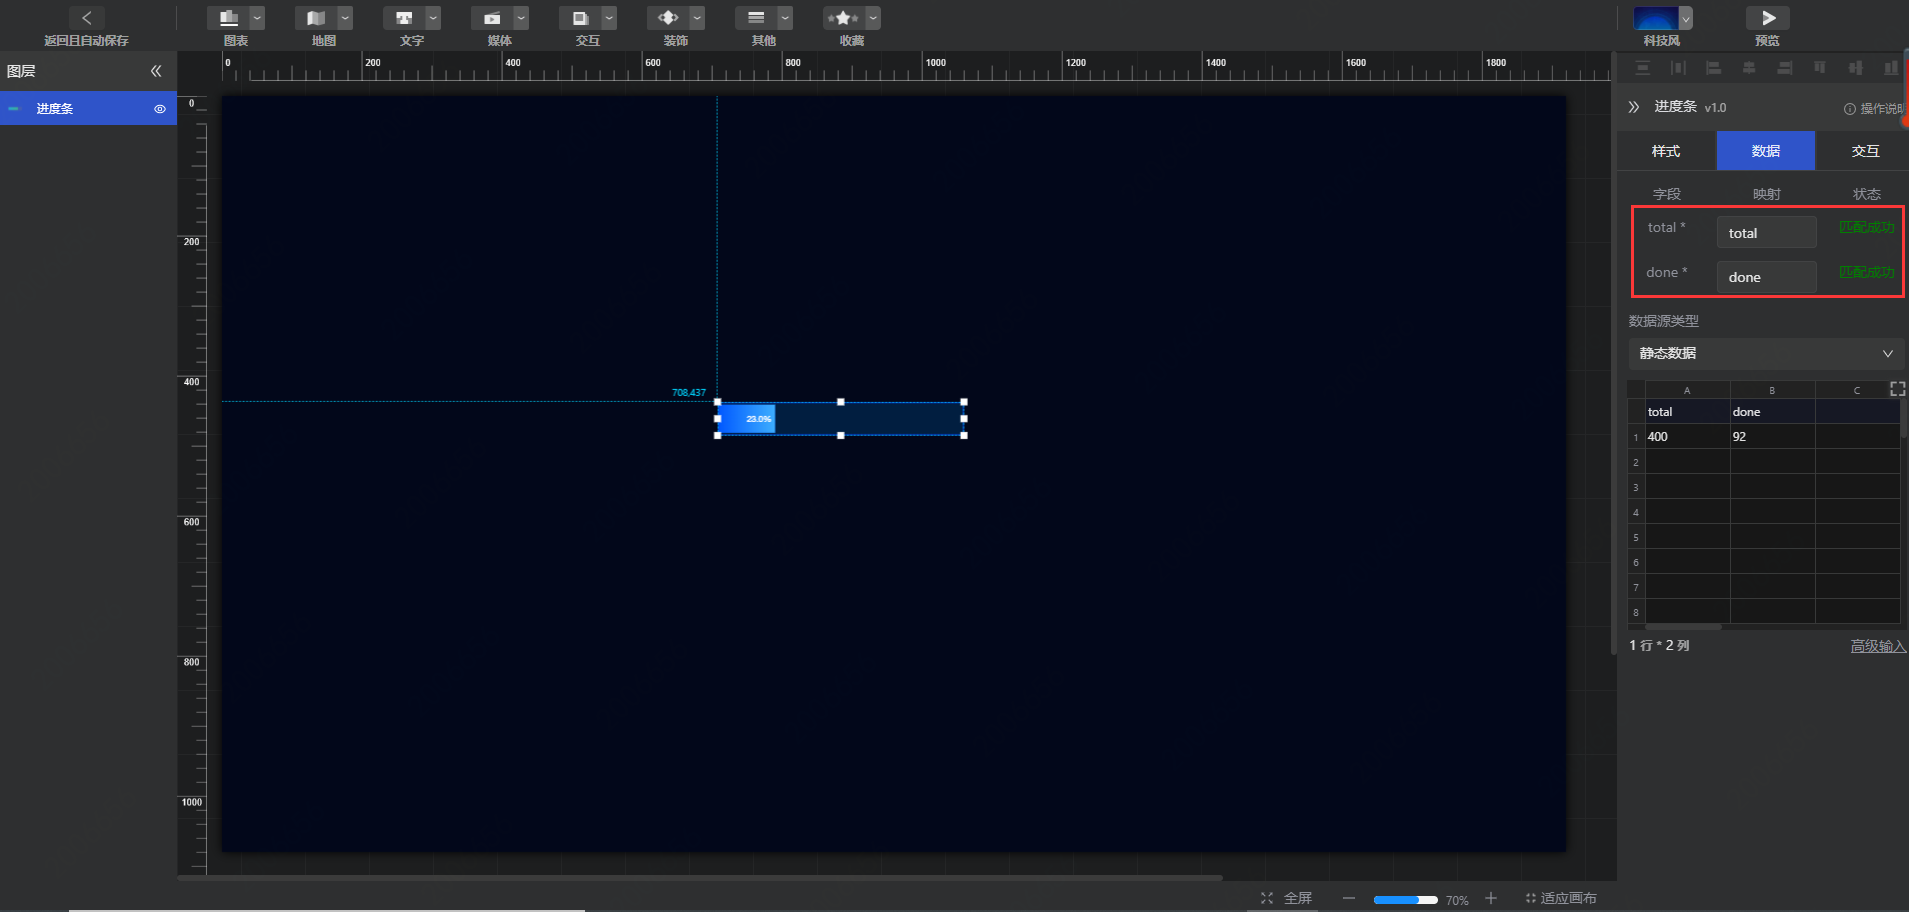 返回且自动保存
图表
地图
文字
媒体
交互
装饰
其他
收藏
科技风
预览
图层
进度条
0 200 400 600 800 1000 1200 1400 1600 1800
0
200
400
600
800
1000
708,437
23.0%
进度条 v1.0
操作说明
样式 数据 交互
字段 映射 状态
total * total 匹配成功
done * done 匹配成功
数据源类型
静态数据
A B C
total done
1 400 92
2
3
4
5
6
7
8
1 行 * 2 列
高级输入
全屏
70%
适应画布